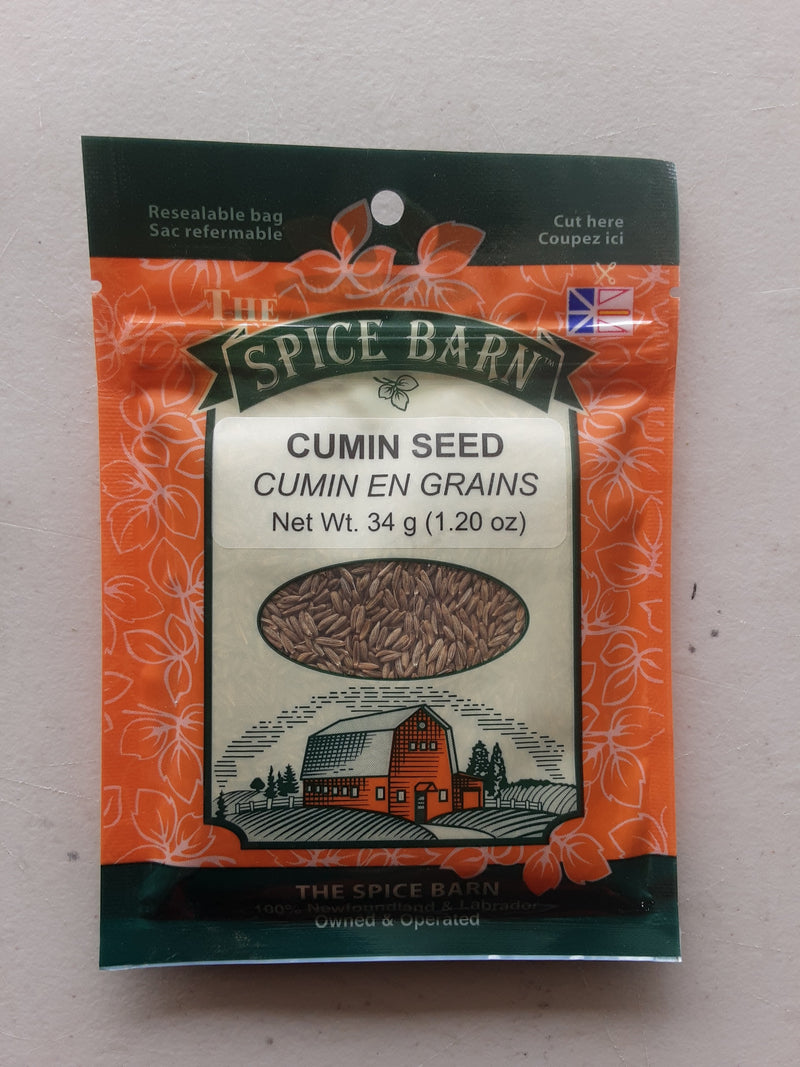 Resealable bag
Sac refermable
Cut here
Coupez ici
THE
SPICE BARN™
CUMIN SEED
CUMIN EN GRAINS
Net Wt. 34 g (1.20 oz)
THE SPICE BARN
100% Newfoundland & Labrador
Owned & Operated